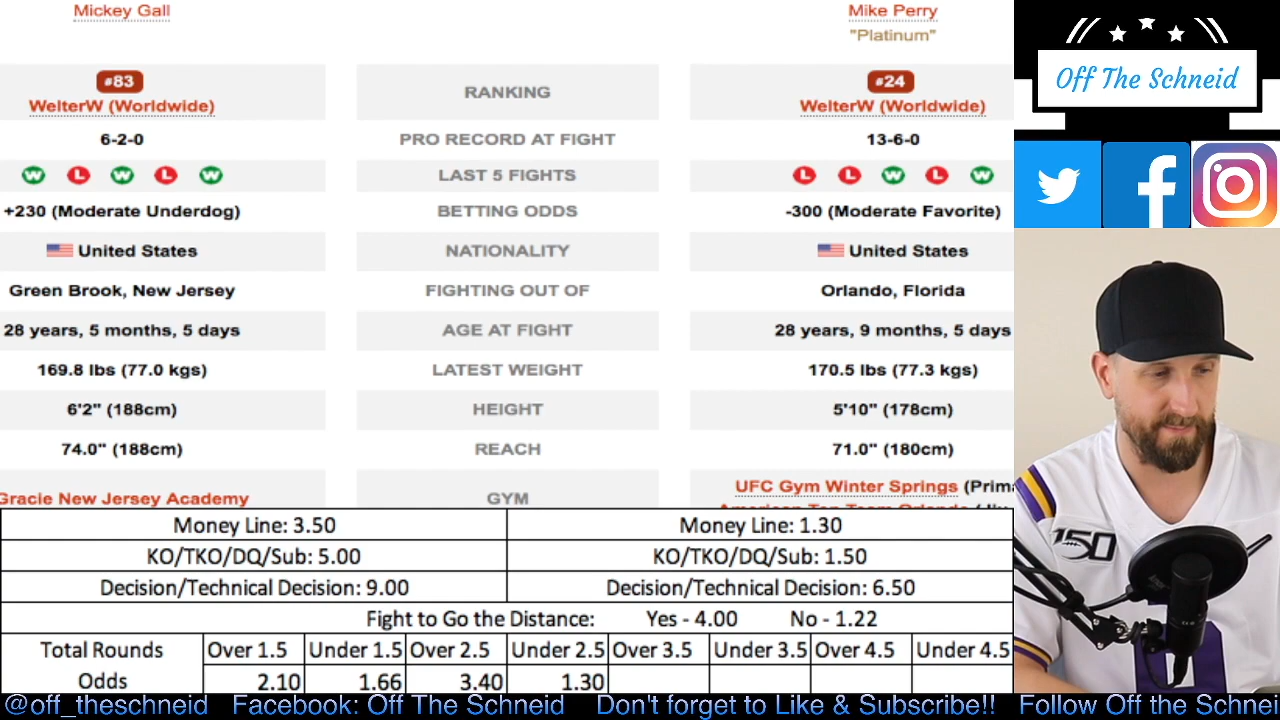 Mickey Gall
Mike Perry
"Platinum"
#83
WelterW (Worldwide)
RANKING
#24
WelterW (Worldwide)
6-2-0
PRO RECORD AT FIGHT
13-6-0
W L W L W
LAST 5 FIGHTS
L L W L W
+230 (Moderate Underdog)
BETTING ODDS
-300 (Moderate Favorite)
United States
NATIONALITY
United States
Green Brook, New Jersey
FIGHTING OUT OF
Orlando, Florida
28 years, 5 months, 5 days
AGE AT FIGHT
28 years, 9 months, 5 days
169.8 lbs (77.0 kgs)
LATEST WEIGHT
170.5 lbs (77.3 kgs)
6'2" (188cm)
HEIGHT
5'10" (178cm)
74.0" (188cm)
REACH
71.0" (180cm)
Gracie New Jersey Academy
GYM
UFC Gym Winter Springs
Money Line: 3.50
Money Line: 1.30
KO/TKO/DQ/Sub: 5.00
KO/TKO/DQ/Sub: 1.50
Decision/Technical Decision: 9.00
Decision/Technical Decision: 6.50
Fight to Go the Distance: Yes - 4.00 No - 1.22
Total Rounds Over 1.5 Under 1.5 Over 2.5 Under 2.5 Over 3.5 Under 3.5 Over 4.5 Under 4.5
Odds 2.10 1.66 3.40 1.30
Off The Schneid
150
@off_theschneid Facebook: Off The Schneid Don't forget to Like & Subscribe!! Follow Off the Schnei